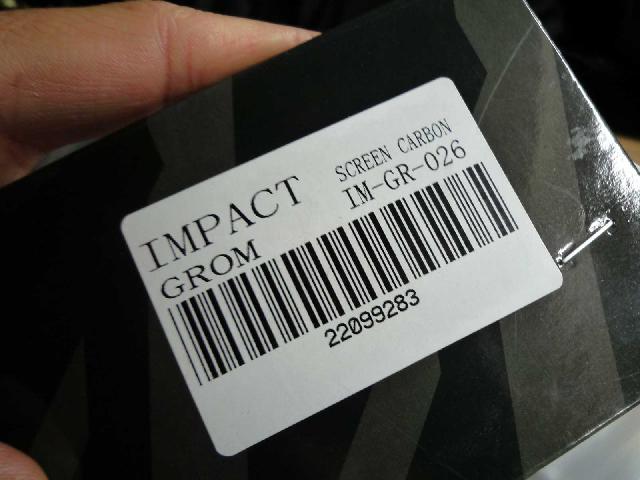 IMPACT
GROM
SCREEN CARBON
IM-GR-026
22099283